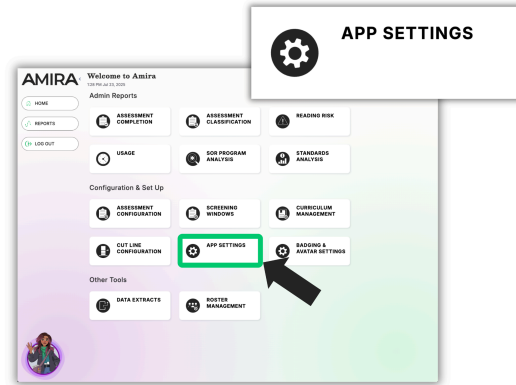 APP SETTINGS
AMIRA
Welcome to Amira
Admin Reports
HOME
REPORTS
LOG OUT
ASSESSMENT
COMPLETION
ASSESSMENT
CLASSIFICATION
READING RISK
USAGE
SOR PROGRAM
ANALYSIS
STANDARDS
ANALYSIS
Configuration & Set Up
ASSESSMENT
CONFIGURATION
SCREENING
WINDOWS
CURRICULUM
MANAGEMENT
CUT LINE
CONFIGURATION
APP SETTINGS
BADGING &
AVATAR SETTINGS
Other Tools
DATA EXTRACTS
ROSTER
MANAGEMENT